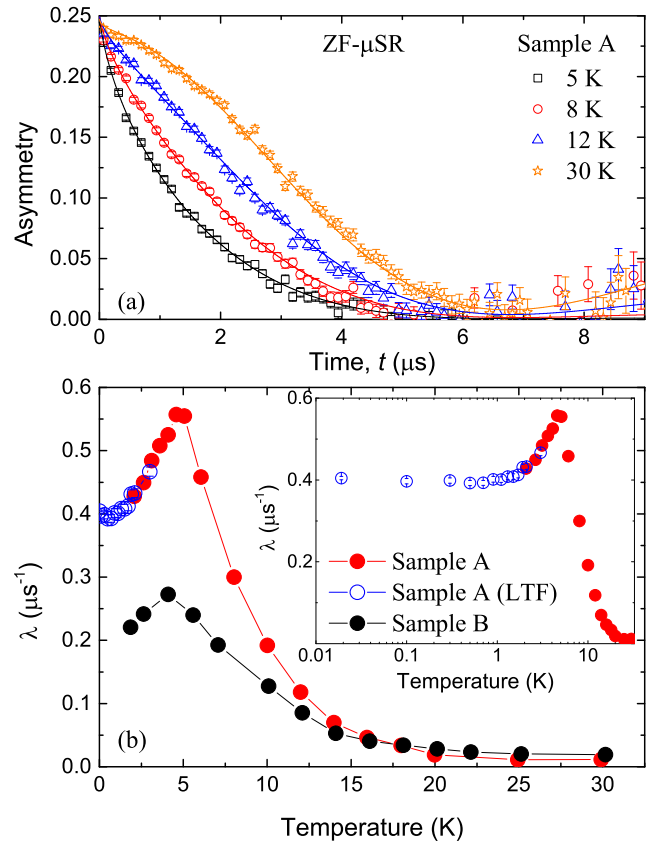 ZF-μSR
Sample A
5 K
8 K
12 K
30 K
0.25
0.20
0.15
0.10
0.05
0.00
Asymmetry
(a)
0 2 4 6 8
Time, t (μs)
0.6
0.5
0.4
0.3
0.2
0.1
0.0
λ (μs⁻¹)
(b)
0 5 10 15 20 25 30
Temperature (K)
0.6
0.4
0.2
λ (μs⁻¹)
Sample A
Sample A (LTF)
Sample B
0.01 0.1 1 10
Temperature (K)